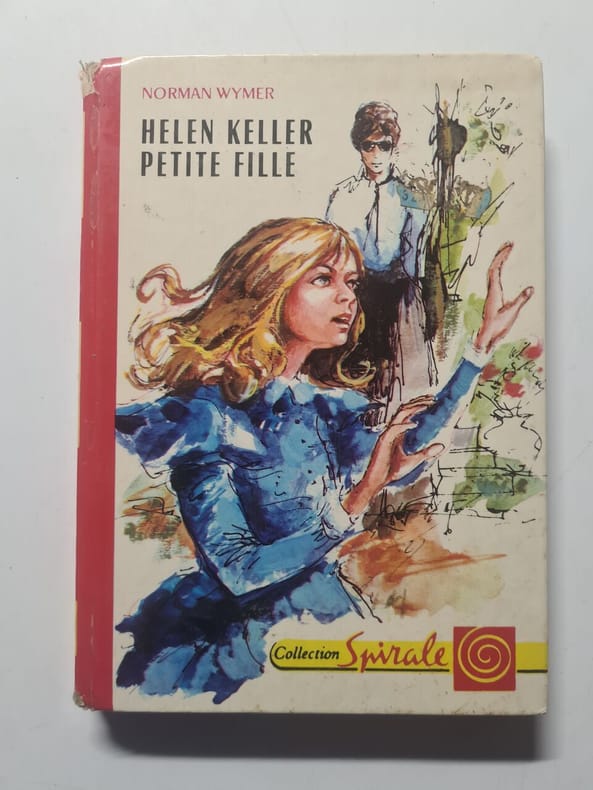 NORMAN WYMER
HELEN KELLER
PETITE FILLE
Collection Spirale